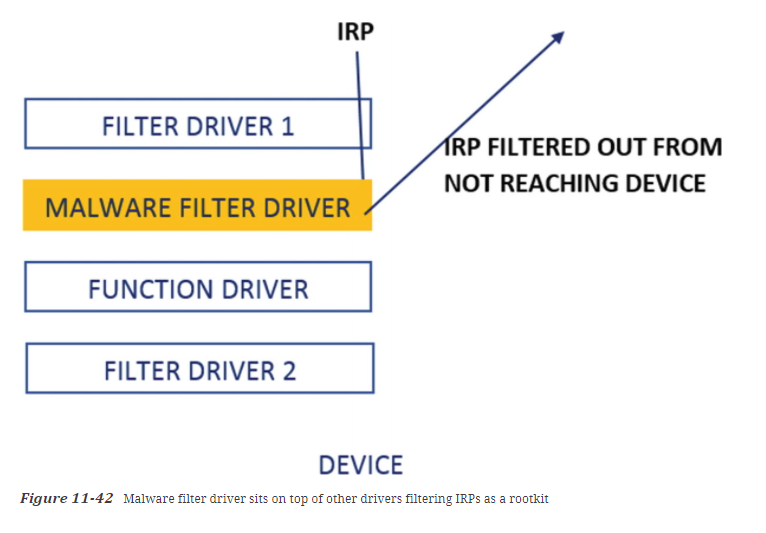 IRP
FILTER DRIVER 1
IRP FILTERED OUT FROM
NOT REACHING DEVICE
MALWARE FILTER DRIVER
FUNCTION DRIVER
FILTER DRIVER 2
DEVICE
Figure 11-42 Malware filter driver sits on top of other drivers filtering IRPs as a rootkit